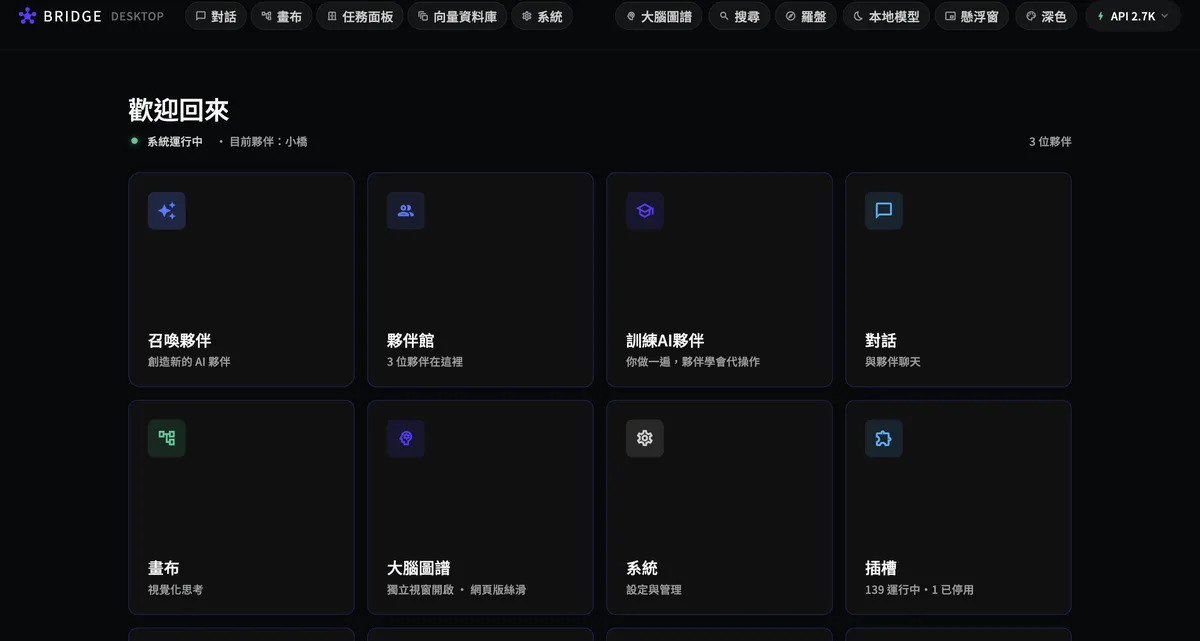 BRIDGE DESKTOP 對話 畫布 任務面板 向量資料庫 系統 大腦圖譜 搜尋 羅盤 本地模型 懸浮窗 深色 API 2.7K
歡迎回來
系統運行中 • 目前夥伴：小橋 3 位夥伴
召喚夥伴
創造新的 AI 夥伴
夥伴館
3 位夥伴在這裡
訓練AI夥伴
你做一遍，夥伴學會代操作
對話
與夥伴聊天
畫布
視覺化思考
大腦圖譜
獨立視窗開啟 • 網頁版絲滑
系統
設定與管理
插槽
139 運行中 • 1 已停用